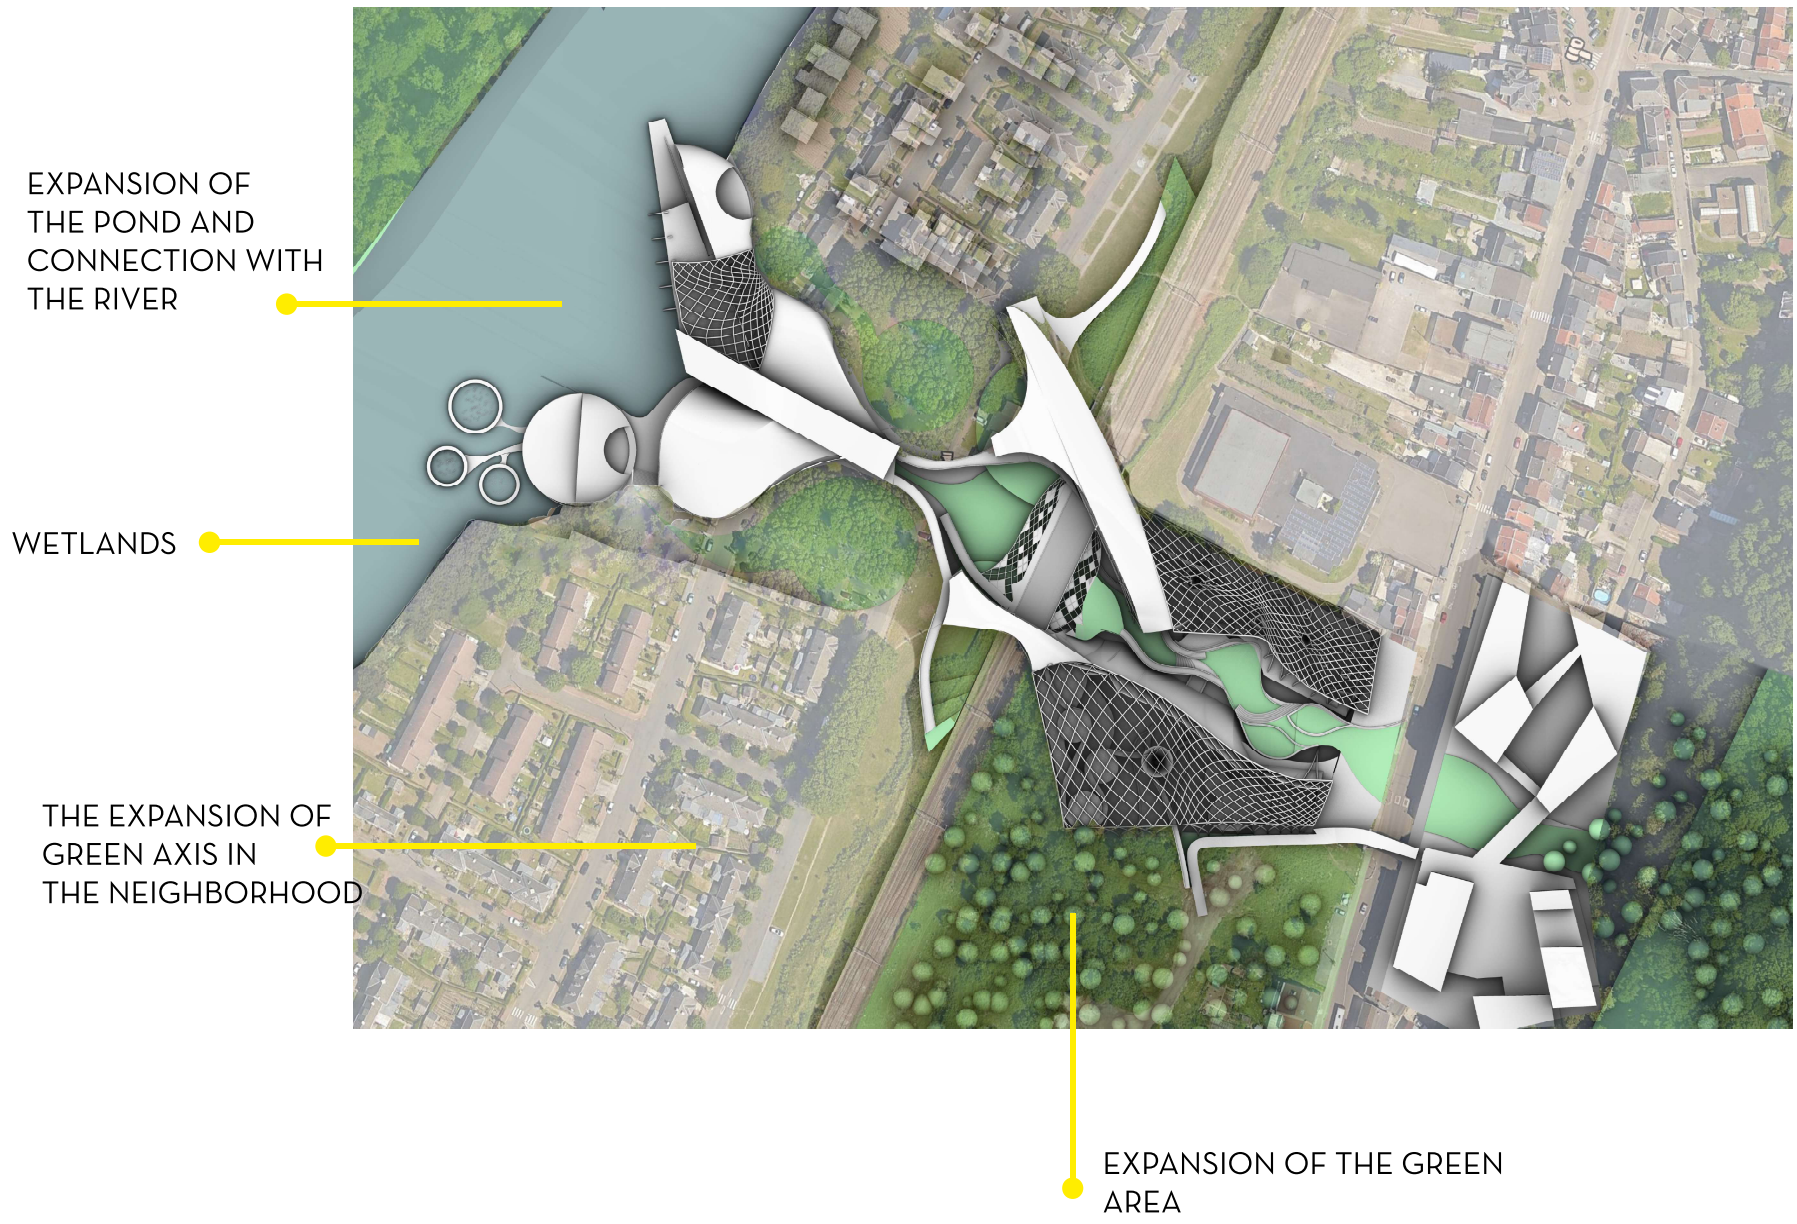 EXPANSION OF
THE POND AND
CONNECTION WITH
THE RIVER
WETLANDS
THE EXPANSION OF
GREEN AXIS IN
THE NEIGHBORHOOD
EXPANSION OF THE GREEN
AREA